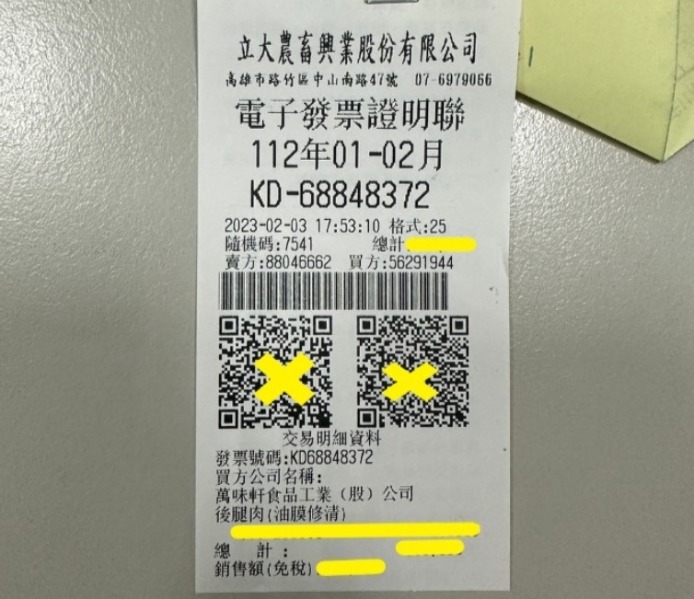 立大農畜興業股份有限公司
高雄市路竹區中山南路47號 07-6979066
電子發票證明聯
112年01-02月
KD-68848372
2023-02-03 17:53:10 格式:25
隨機碼:7541 總計
賣方:88046662 買方:56291944
交易明細資料
發票號碼:KD68848372
買方公司名稱:
萬味軒食品工業(股)公司
後腿肉(油膜修清)
總 計:
銷售額(免稅)